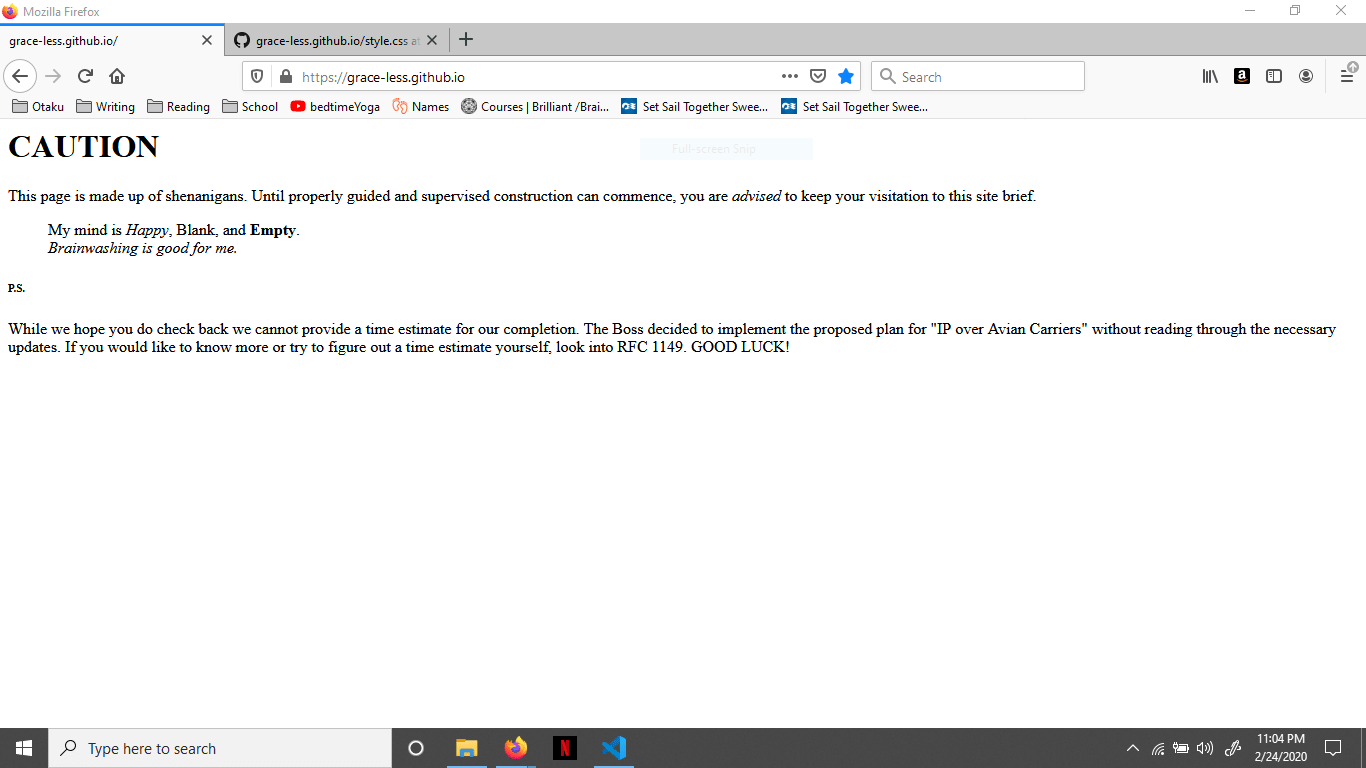 Mozilla Firefox
grace-less.github.io/
grace-less.github.io/style.css at
https://grace-less.github.io
Search
Otaku
Writing
Reading
School
bedtimeYoga
Names
Courses | Brilliant /Brai...
Set Sail Together Swee...
Set Sail Together Swee...
CAUTION
Full-screen Snip
This page is made up of shenanigans. Until properly guided and supervised construction can commence, you are advised to keep your visitation to this site brief.
My mind is Happy, Blank, and Empty.
Brainwashing is good for me.
P.S.
While we hope you do check back we cannot provide a time estimate for our completion. The Boss decided to implement the proposed plan for "IP over Avian Carriers" without reading through the necessary
updates. If you would like to know more or try to figure out a time estimate yourself, look into RFC 1149. GOOD LUCK!
Type here to search
11:04 PM
2/24/2020